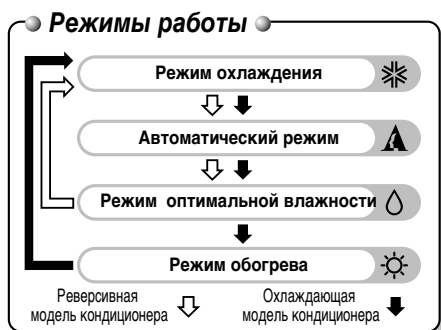 Режимы работы
Режим охлаждения
Автоматический режим
Режим оптимальной влажности
Режим обогрева
Реверсивная
модель кондиционера
Охлаждающая
модель кондиционера